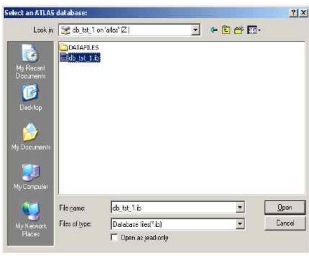 Select an ATLAS database:
Look in: db_tst_1 on 'atlas' (Z:)
DATAFILES
db_tst_1.ib
My Recent
Documents
Desktop
My Documents
My Computer
My Network
Places
File name: db_tst_1.ib
Open
Files of type: Database files(*.ib)
Cancel
Open as read-only